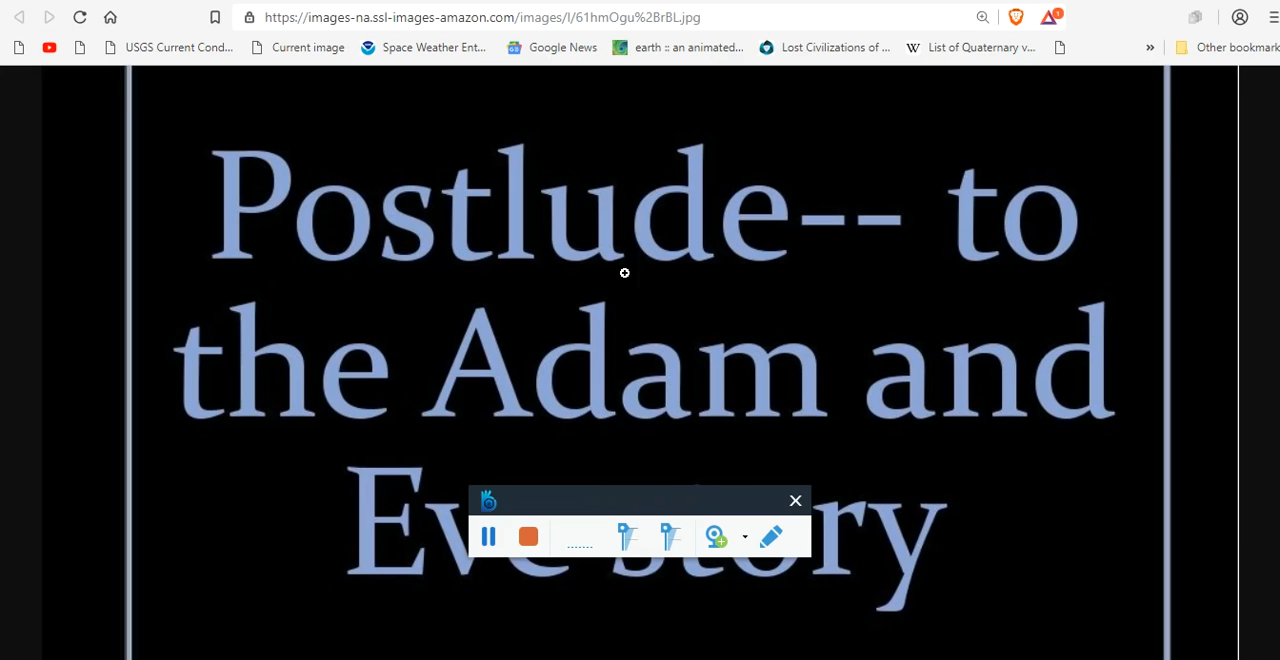 https://images-na.ssl-images-amazon.com/images/I/61hmOgu%2BrBL.jpg
1
USGS Current Cond... Current image Space Weather Ent... Google News earth :: an animated... Lost Civilizations of ... W List of Quaternary v... » Other bookmark
Postlude-- to
the Adam and
Eve story